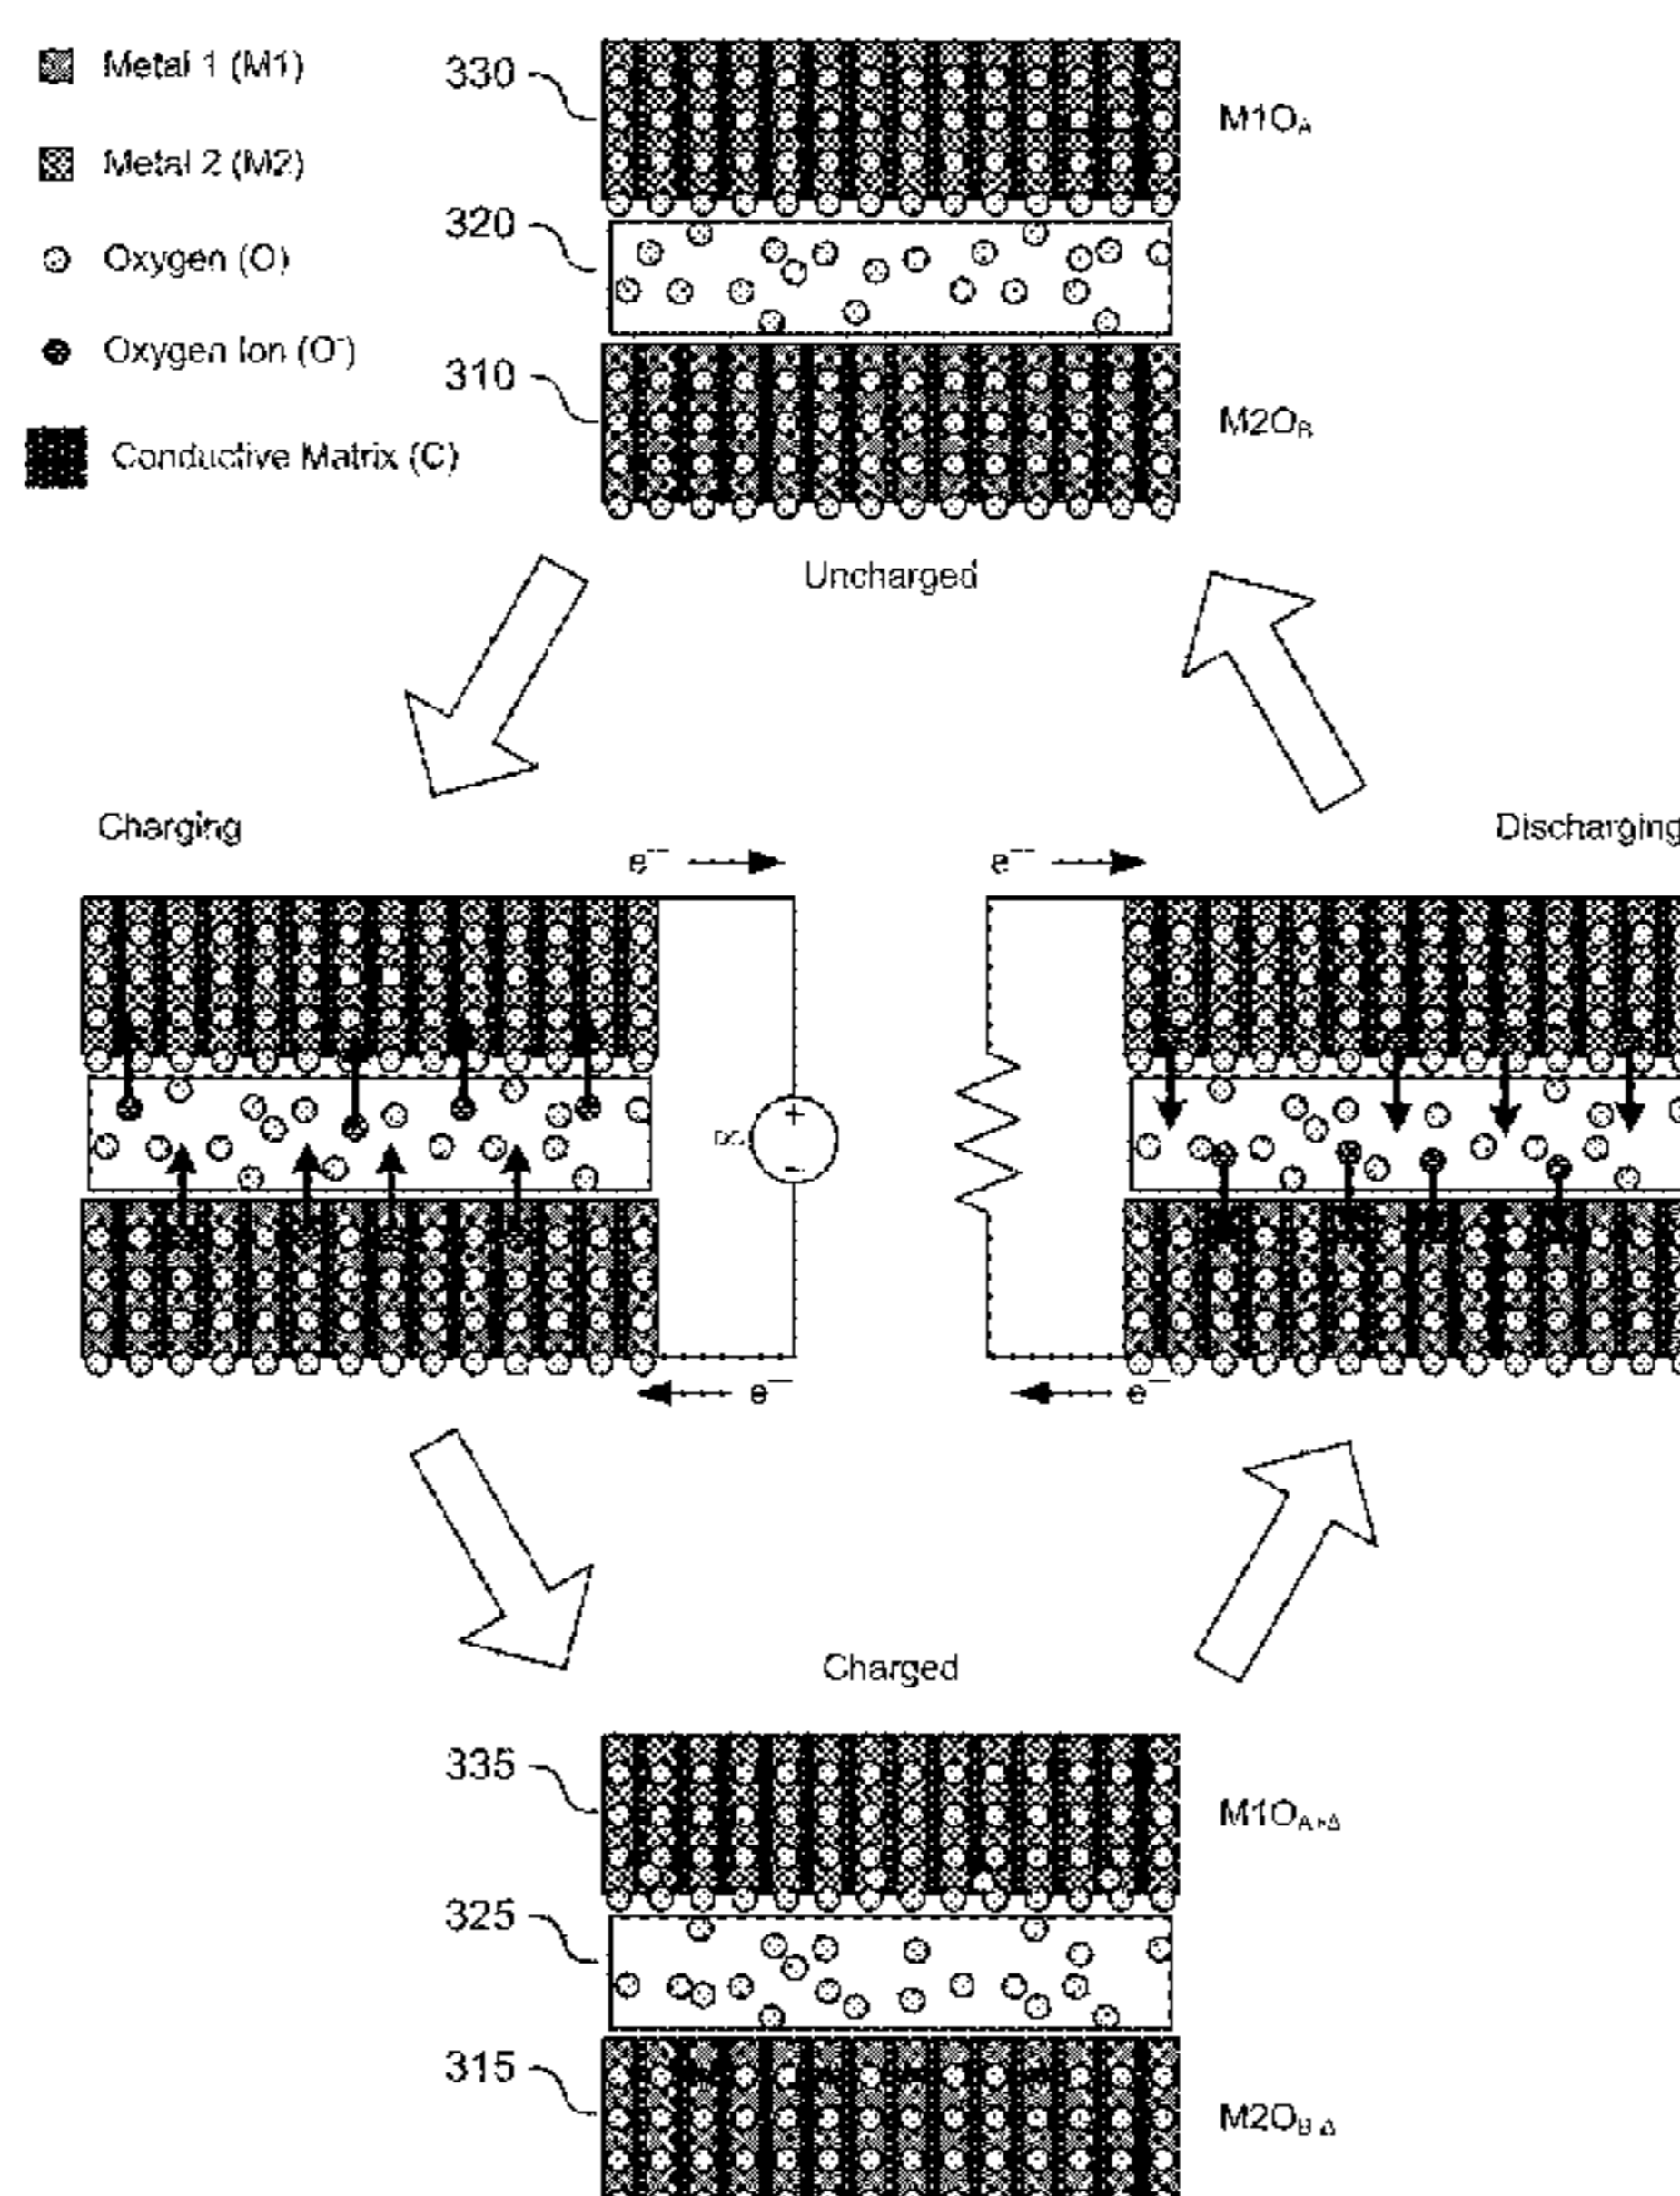 Metal 1 (M1)
Metal 2 (M2)
Oxygen (O)
Oxygen Ion (O⁻)
Conductive Matrix (C)
330
M1O_A
320
310
M2O_B
Uncharged
Charging
Discharging
e⁻
e⁻
DC
+
−
e⁻
e⁻
Charged
335
M1O_A+Δ
325
315
M2O_B-Δ